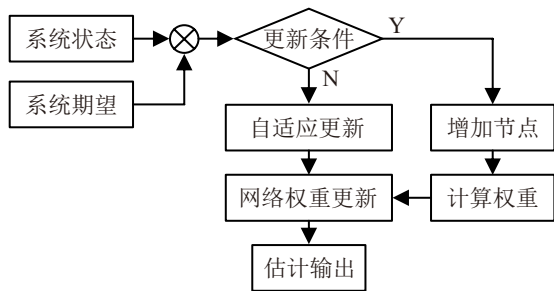 系统状态
更新条件
Y
系统期望
N
自适应更新
增加节点
网络权重更新
计算权重
估计输出